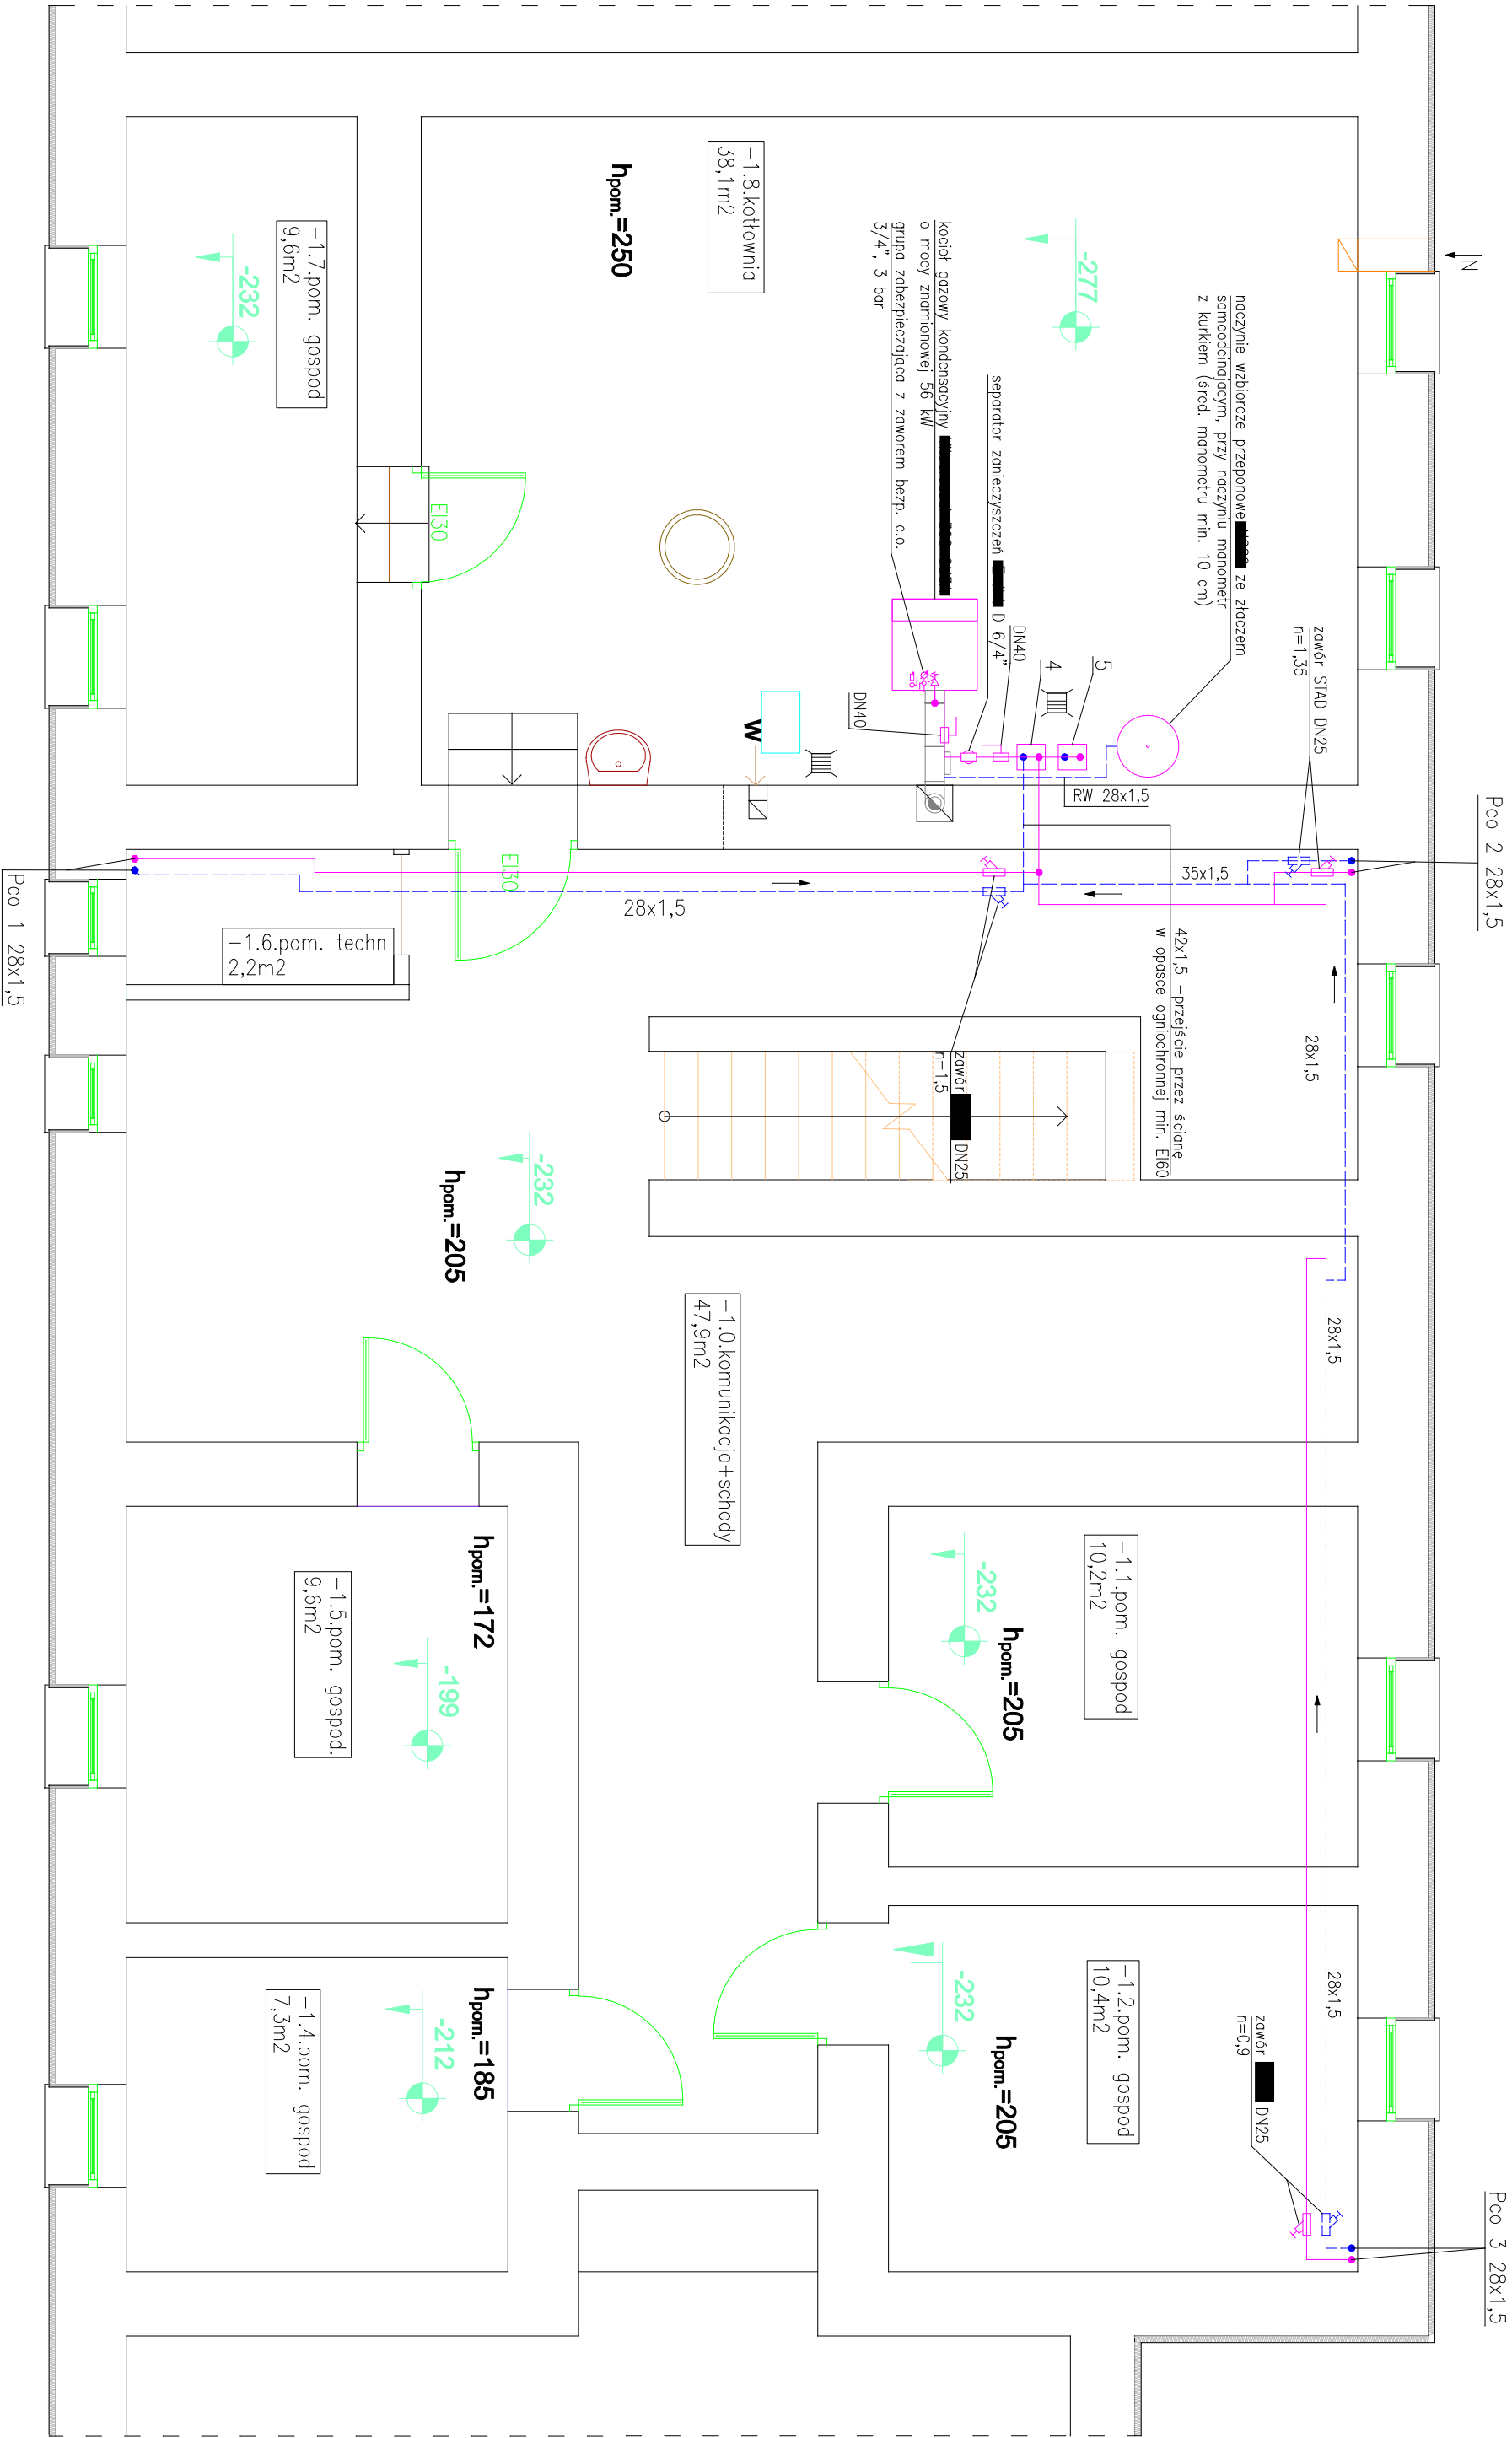 N
Pco 2 28x1,5
Pco 3 28x1,5
naczynie wzbiorcze przeponowe ze złączem
samoodcinającym, przy naczyniu manometr
z kurkiem (śred. manometru min. 10 cm)
zawór STAD DN25
n=1,35
-277
5
4
DN40
separator zanieczyszczeń D 6/4"
kocioł gazowy kondensacyjny
o mocy znamionowej 56 kW
grupa zabezpieczająca z zaworem bezp. c.o.
3/4", 3 bar
DN40
RW 28x1,5
35x1,5
42x1,5 -przejście przez ścianę
w opasce ogniochronnej min. EI60
28x1,5
28x1,5
28x1,5
zawór DN25
n=0,9
-1.8.kotłownia
38,1m2
hpom.=250
W
zawór DN25
n=1,5
28x1,5
-1.7.pom. gospod
9,6m2
-232
EI30
EI30
-1.6.pom. techn
2,2m2
Pco 1 28x1,5
-232
hpom.=205
-1.0.komunikacja+schody
47,9m2
-1.1.pom. gospod
10,2m2
-232
hpom.=205
-1.2.pom. gospod
10,4m2
-232
hpom.=205
hpom.=172
-199
-1.5.pom. gospod.
9,6m2
hpom.=185
-212
-1.4.pom. gospod
7,3m2